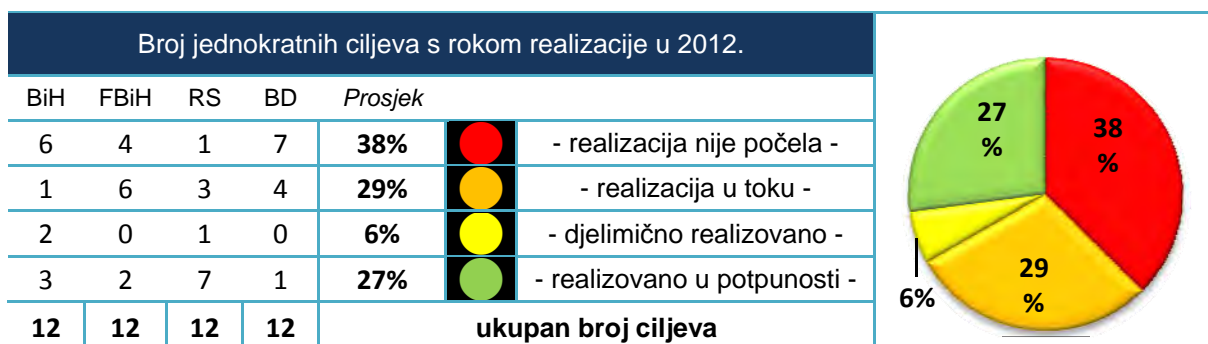 Broj jednokratnih ciljeva s rokom realizacije u 2012.
BiH FBiH RS BD Prosjek
6 4 1 7 38% - realizacija nije počela -
1 6 3 4 29% - realizacija u toku -
2 0 1 0 6% - djelimično realizovano -
3 2 7 1 27% - realizovano u potpunosti -
12 12 12 12 ukupan broj ciljeva
27
%
38
%
29
%
6%